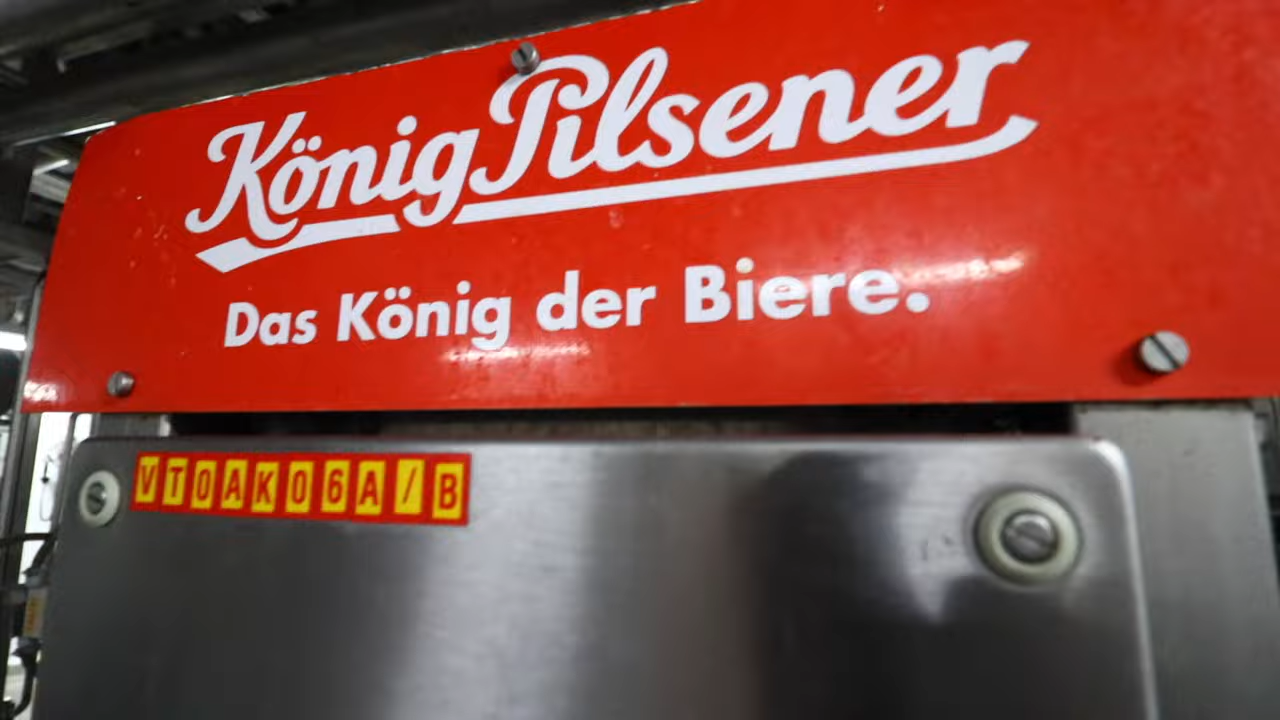 König Pilsener
Das König der Biere.
VT0AK06A/B